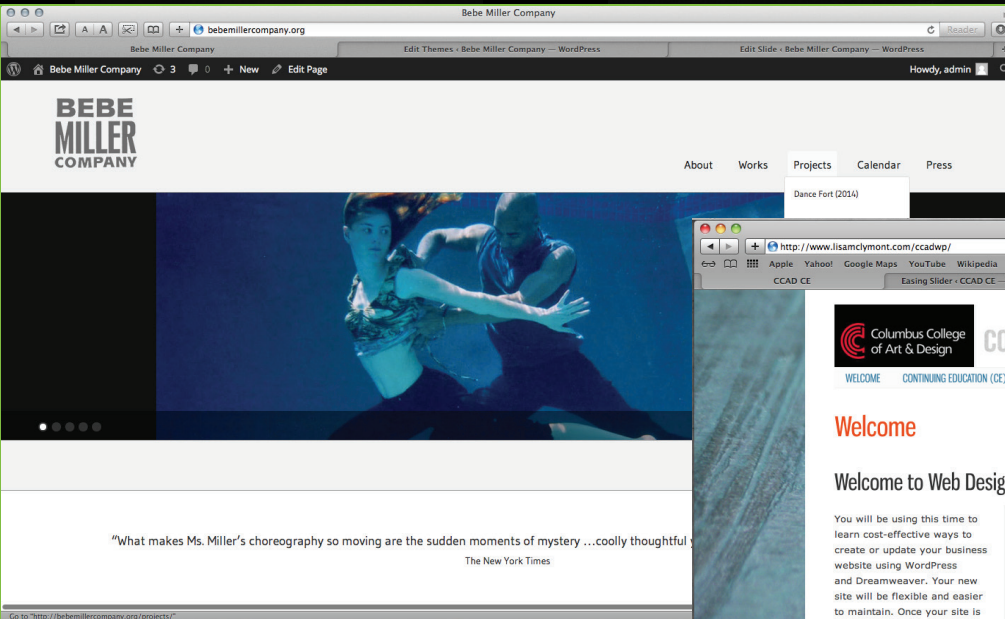 Bebe Miller Company
A A + bebemillercompany.org Reader
Bebe Miller Company Edit Themes ‹ Bebe Miller Company — WordPress Edit Slide ‹ Bebe Miller Company — WordPress
Bebe Miller Company 3 0 + New Edit Page Howdy, admin
BEBE
MILLER
COMPANY
About Works Projects Calendar Press
Dance Fort (2014)
"What makes Ms. Miller's choreography so moving are the sudden moments of mystery …coolly thoughtful
The New York Times
Go to "http://bebemillercompany.org/projects/"
+ http://www.lisamclymont.com/ccadwp/
Apple Yahoo! Google Maps YouTube Wikipedia
CCAD CE Easing Slider ‹ CCAD CE —
Columbus College
of Art & Design
WELCOME CONTINUING EDUCATION (CE)
Welcome
Welcome to Web Desig
You will be using this time to
learn cost-effective ways to
create or update your business
website using WordPress
and Dreamweaver. Your new
site will be flexible and easier
to maintain. Once your site is